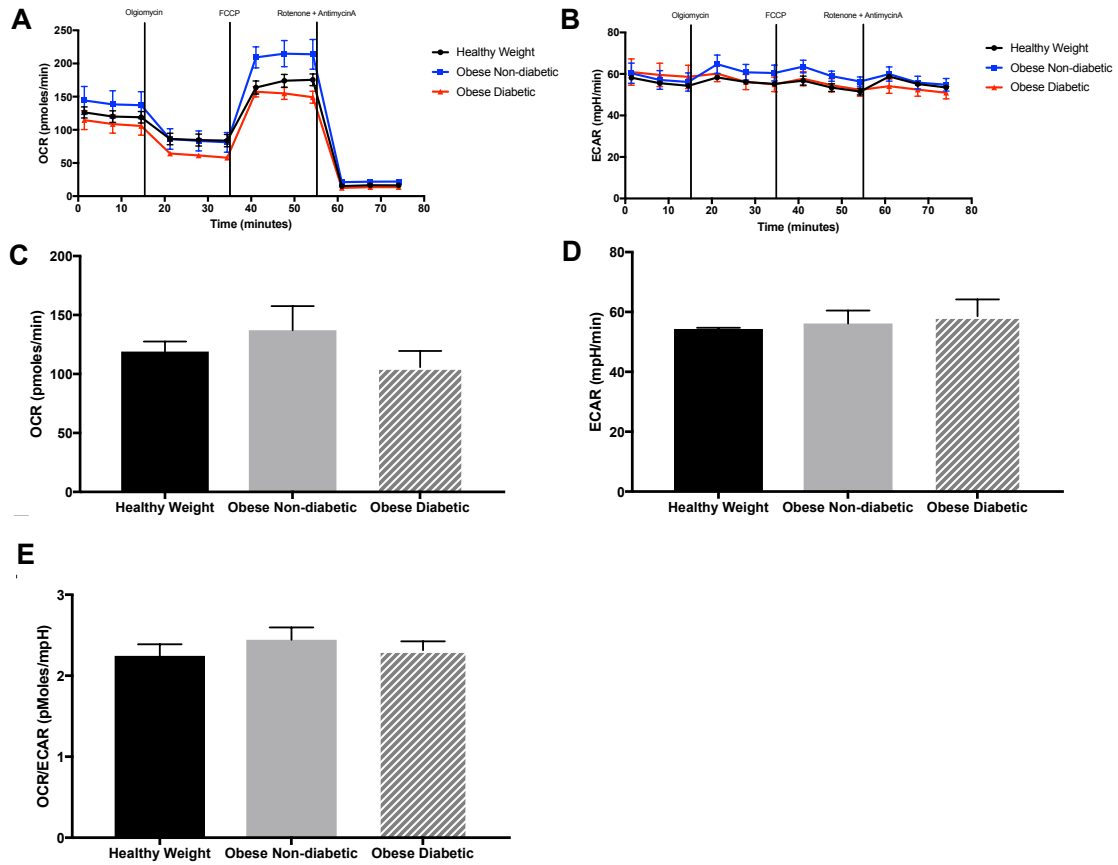 A
Olgiomycin FCCP Rotenone + AntimycinA
250
200
150
100
50
0
OCR (pmoles/min)
0 10 20 30 40 50 60 70 80
Time (minutes)
Healthy Weight
Obese Non-diabetic
Obese Diabetic
B
Olgiomycin FCCP Rotenone + AntimycinA
80
60
40
20
0
ECAR (mpH/min)
0 10 20 30 40 50 60 70 80
Time (minutes)
Healthy Weight
Obese Non-diabetic
Obese Diabetic
C
200
150
100
50
0
OCR (pmoles/min)
Healthy Weight Obese Non-diabetic Obese Diabetic
D
80
60
40
20
0
ECAR (mpH/min)
Healthy Weight Obese Non-diabetic Obese Diabetic
E
3
2
1
0
OCR/ECAR (pMoles/mpH)
Healthy Weight Obese Non-diabetic Obese Diabetic